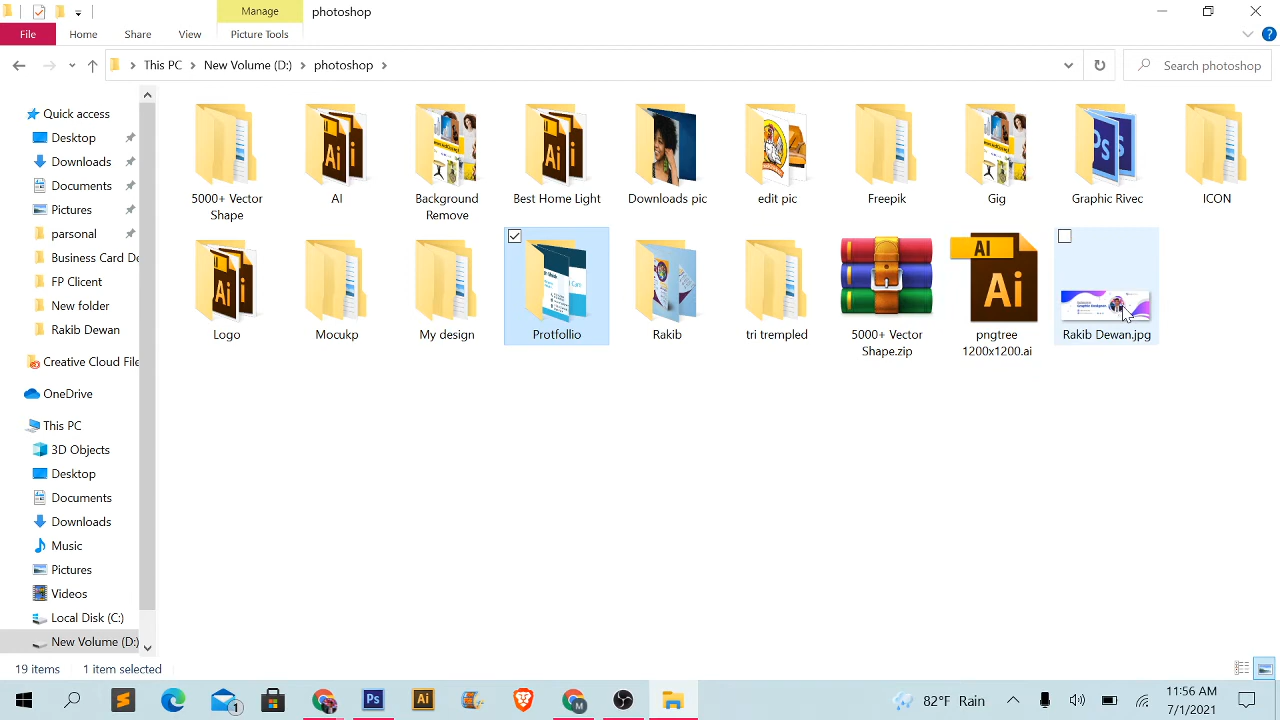 Manage
photoshop
File
Home
Share
View
Picture Tools
This PC
New Volume (D:)
photoshop
Search photoshop
Quick access
Desktop
Downloads
Documents
Pictures
parsonal
Business Card De
FP Clicent
New folder
Rakib Dewan
Creative Cloud File
OneDrive
This PC
3D Objects
Desktop
Documents
Downloads
Music
Pictures
Videos
Local Disk (C:)
New Volume (D:)
5000+ Vector
Shape
AI
Background
Remove
Best Home Light
Downloads pic
edit pic
Freepik
Gig
Graphic Rivec
ICON
Logo
Mocukp
My design
Protfollio
Rakib
tri trempled
5000+ Vector
Shape.zip
pngtree
1200x1200.ai
Rakib Dewan.jpg
19 items
1 item selected
82°F Rain
11:56 AM
7/1/2021